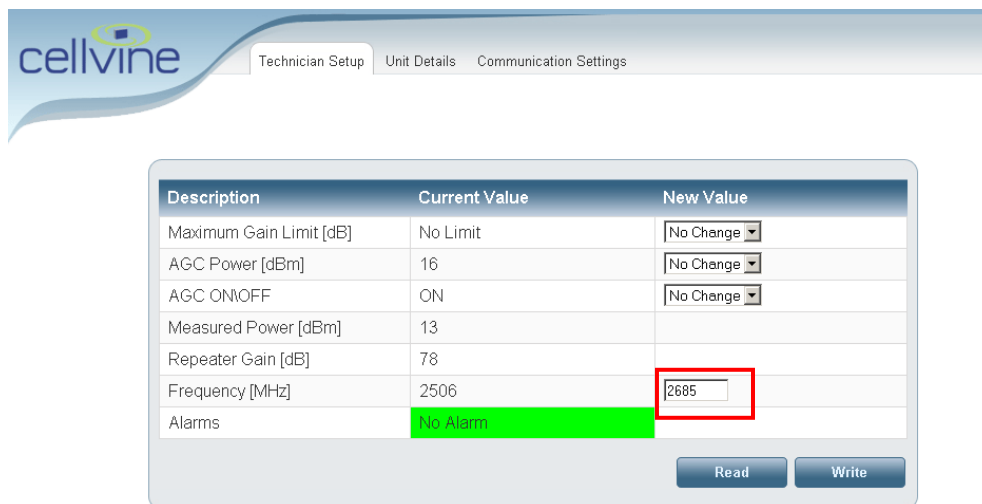 cellvine
Technician Setup Unit Details Communication Settings
Description Current Value New Value
Maximum Gain Limit [dB] No Limit No Change
AGC Power [dBm] 16 No Change
AGC ON\OFF ON No Change
Measured Power [dBm] 13
Repeater Gain [dB] 78
Frequency [MHz] 2506 2685
Alarms No Alarm
Read Write